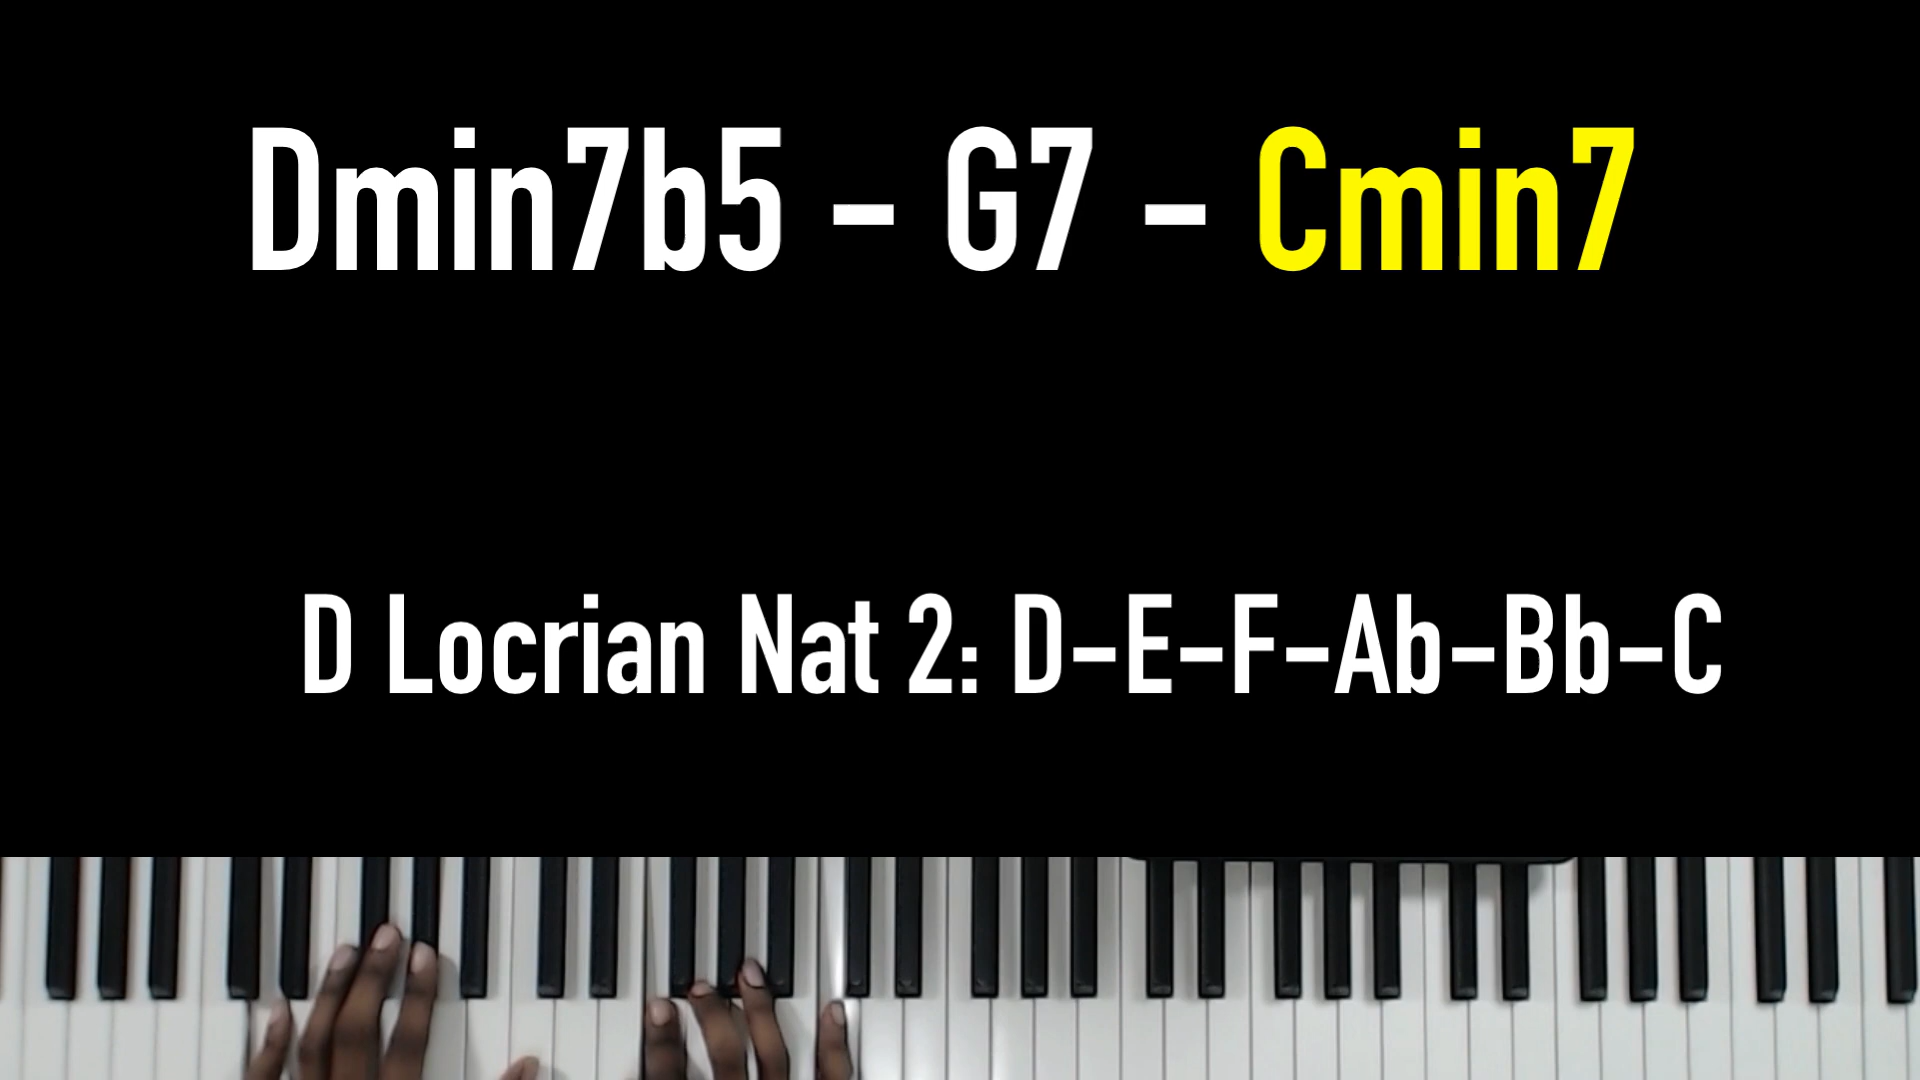 Dmin7b5 - G7 - Cmin7
D Locrian Nat 2: D-E-F-Ab-Bb-C